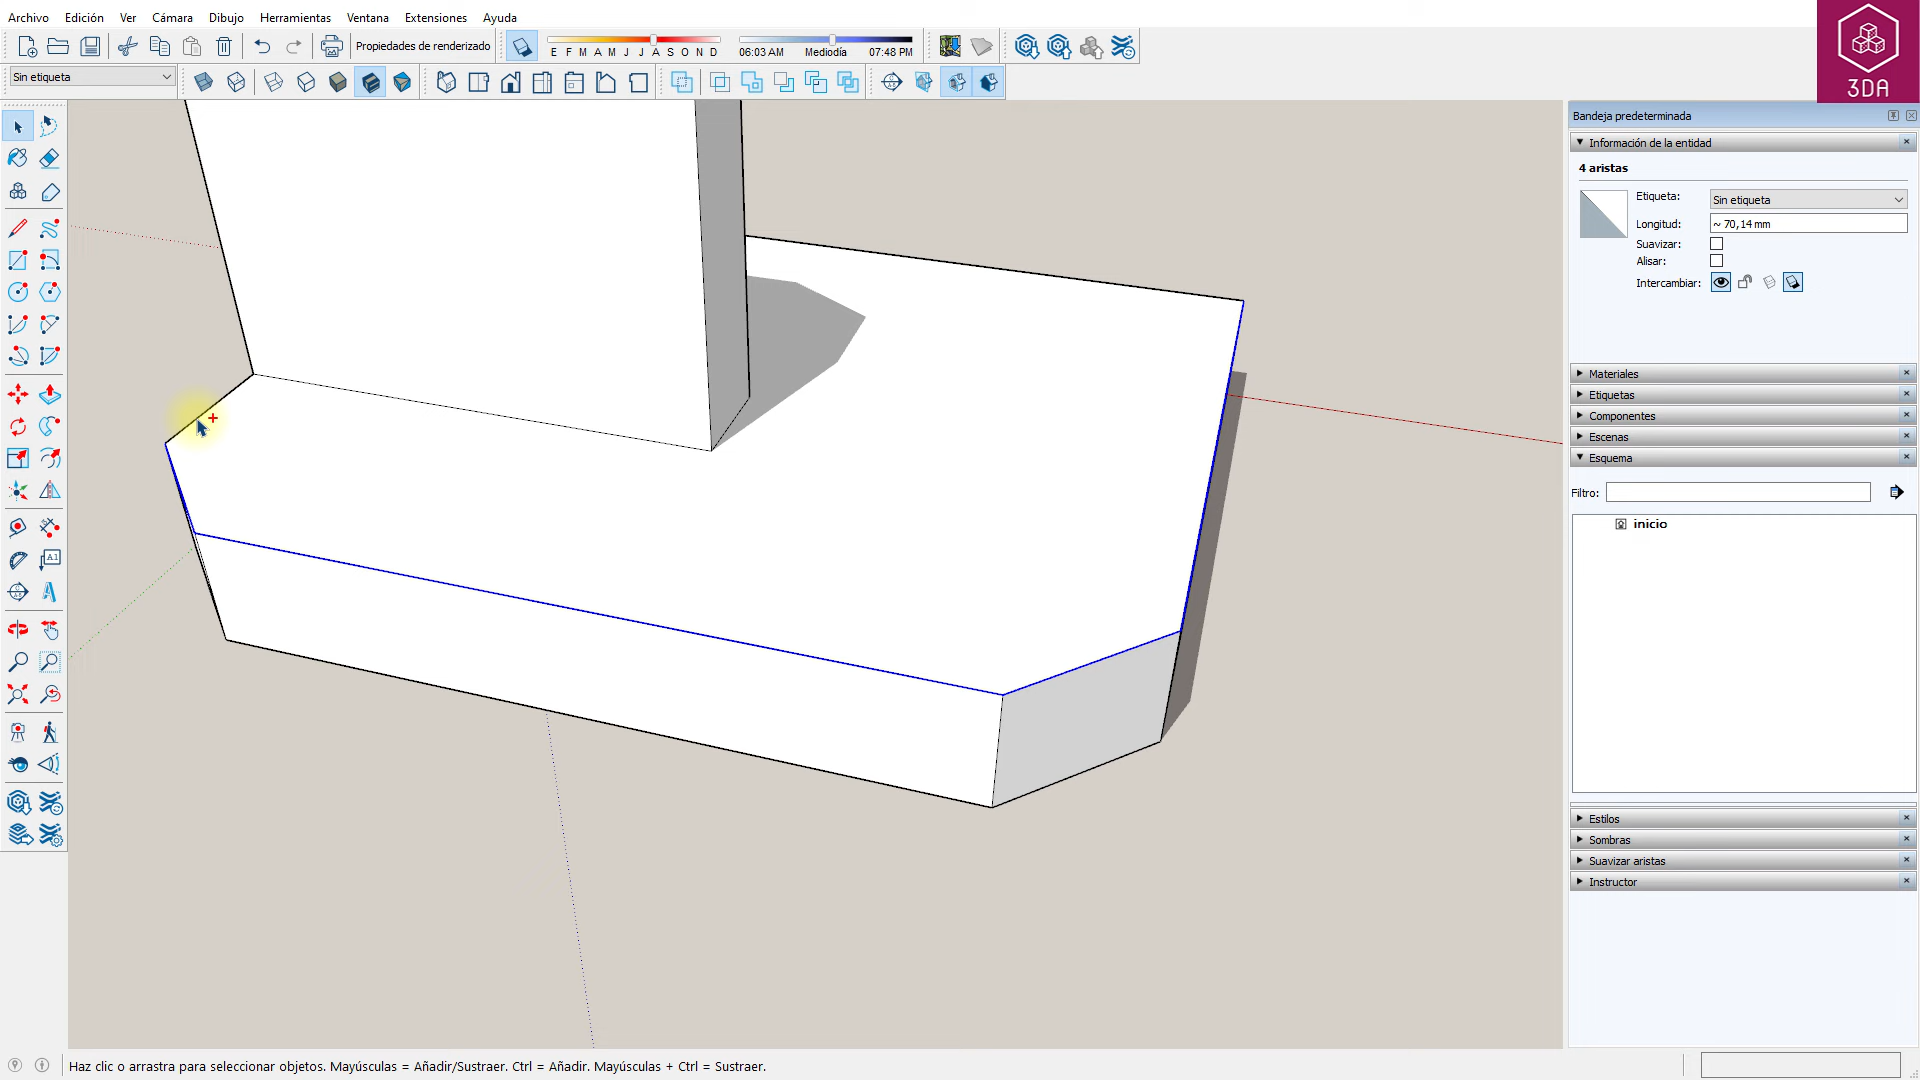 Archivo Edición Ver Cámara Dibujo Herramientas Ventana Extensiones Ayuda
Propiedades de renderizado
E F M A M J J A S O N D
06:03 AM Mediodía 07:48 PM
3DA
Sin etiqueta
Bandeja predeterminada
Información de la entidad
4 aristas
Etiqueta: Sin etiqueta
Longitud: ~ 70,14 mm
Suavizar:
Alisar:
Intercambiar:
Materiales
Etiquetas
Componentes
Escenas
Esquema
Filtro:
inicio
Estilos
Sombras
Suavizar aristas
Instructor
Haz clic o arrastra para seleccionar objetos. Mayúsculas = Añadir/Sustraer. Ctrl = Añadir. Mayúsculas + Ctrl = Sustraer.